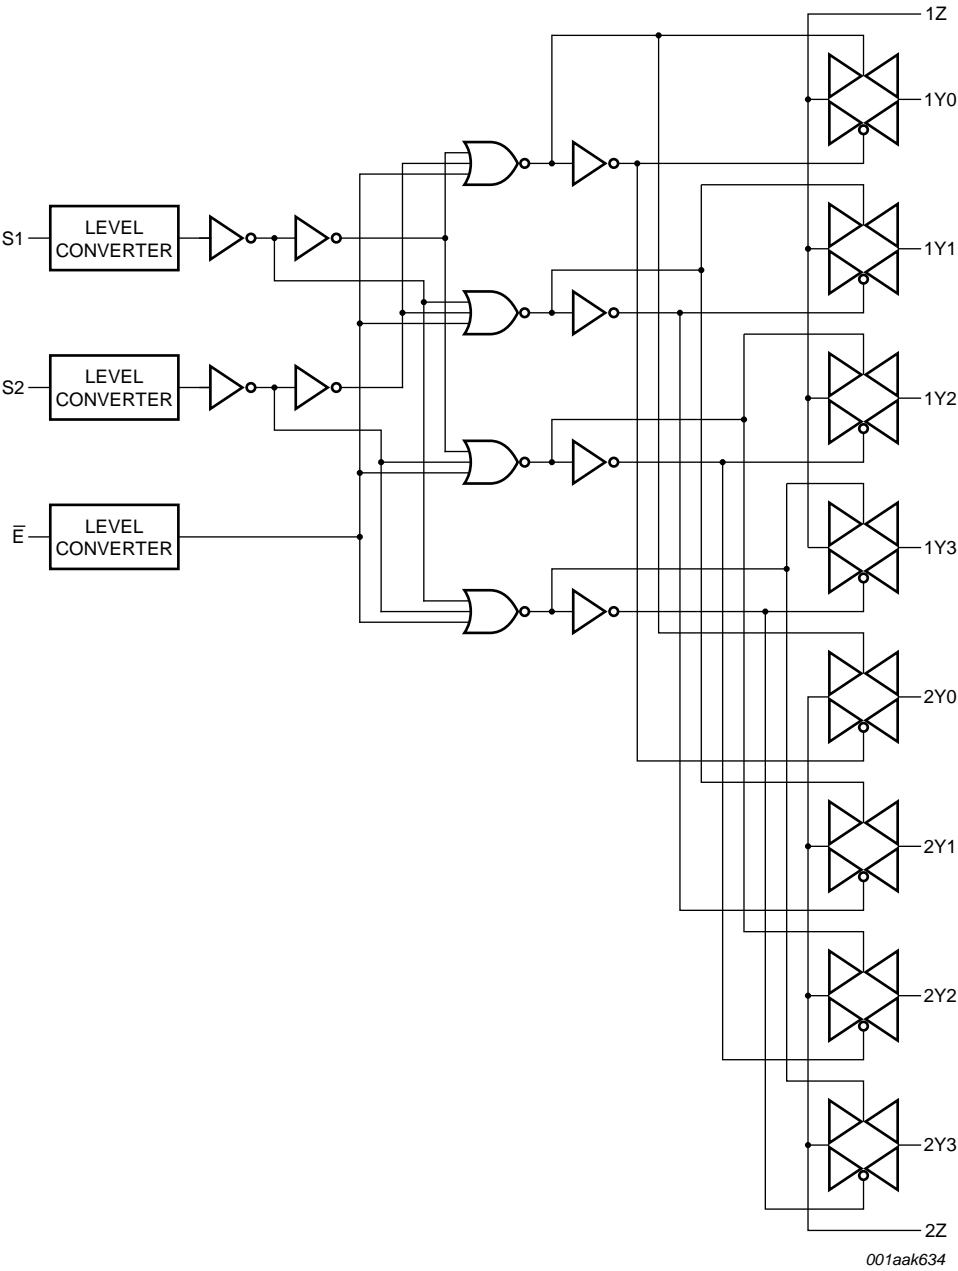 1Z
1Y0
S1
LEVEL
CONVERTER
1Y1
S2
LEVEL
CONVERTER
1Y2
E̅
LEVEL
CONVERTER
1Y3
2Y0
2Y1
2Y2
2Y3
2Z
001aak634